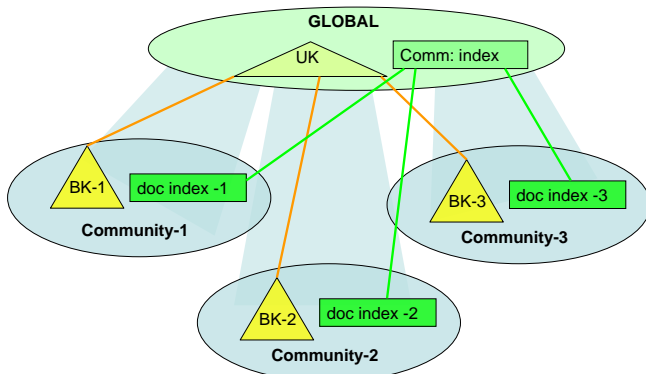 GLOBAL
UK
Comm: index
BK-1
doc index -1
Community-1
BK-3
doc index -3
Community-3
BK-2
doc index -2
Community-2